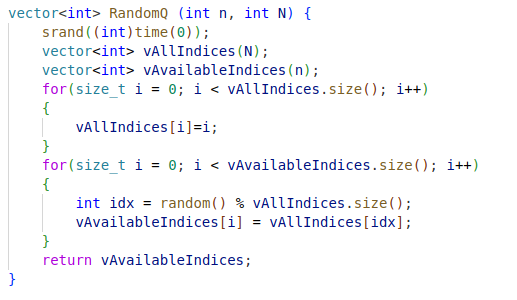 vector<int> RandomQ (int n, int N) {
    srand((int)time(0));
    vector<int> vAllIndices(N);
    vector<int> vAvailableIndices(n);
    for(size_t i = 0; i < vAllIndices.size(); i++)
    {
        vAllIndices[i]=i;
    }
    for(size_t i = 0; i < vAvailableIndices.size(); i++)
    {
        int idx = random() % vAllIndices.size();
        vAvailableIndices[i] = vAllIndices[idx];
    }
    return vAvailableIndices;
}